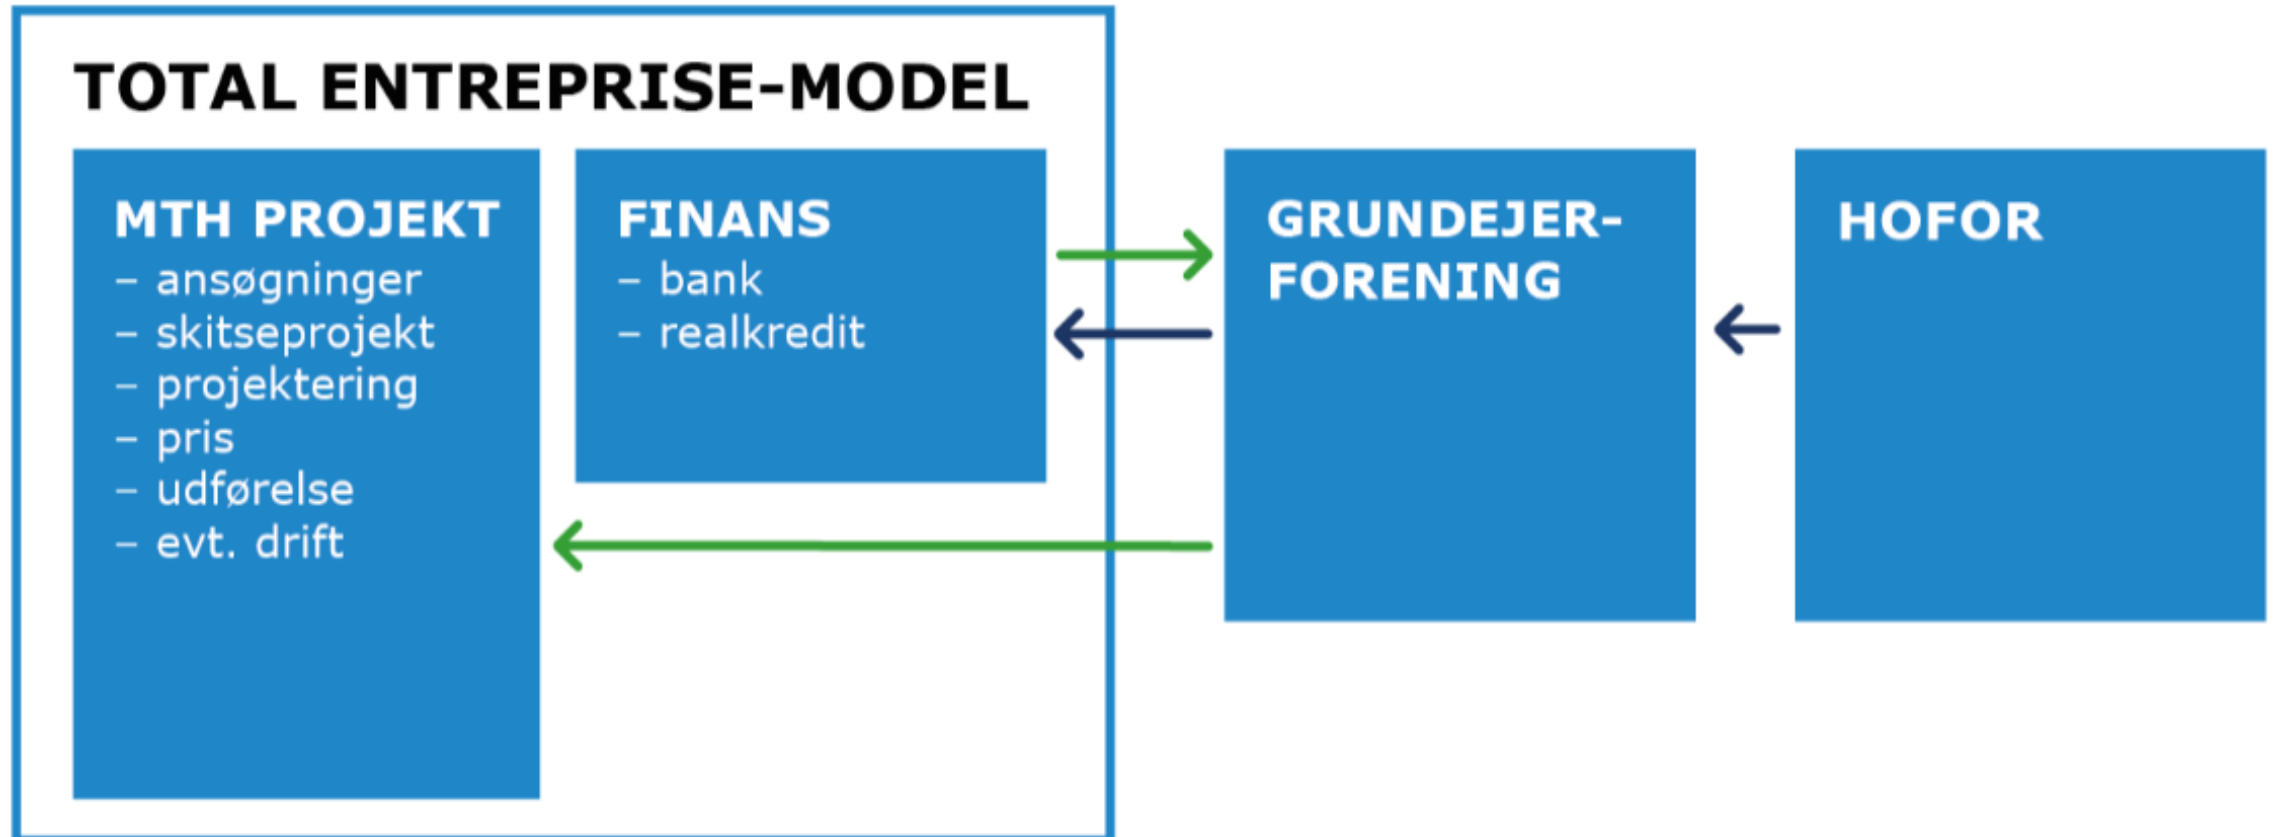 TOTAL ENTREPRISE-MODEL
MTH PROJEKT
– ansøgninger
– skitseprojekt
– projektering
– pris
– udførelse
– evt. drift
FINANS
– bank
– realkredit
GRUNDEJER-
FORENING
HOFOR